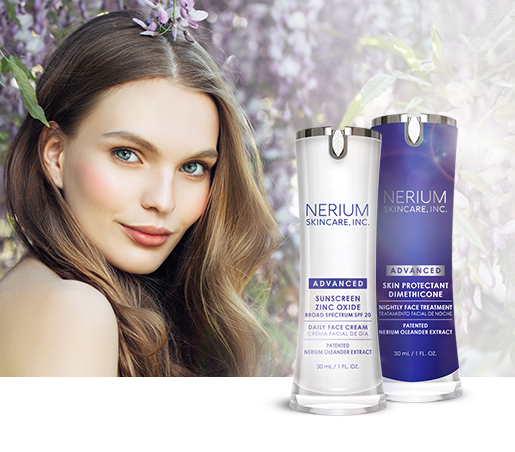 NERIUM
SKINCARE, INC.
ADVANCED
SUNSCREEN
ZINC OXIDE
BROAD SPECTRUM SPF 20
DAILY FACE CREAM
CREMA FACIAL DE DÍA
PATENTED
NERIUM OLEANDER EXTRACT
30 mL / 1 FL. OZ.
NERIUM
SKINCARE, INC.
ADVANCED
SKIN PROTECTANT
DIMETHICONE
NIGHTLY FACE TREATMENT
TRATAMIENTO FACIAL DE NOCHE
PATENTED
NERIUM OLEANDER EXTRACT
30 mL / 1 FL. OZ.